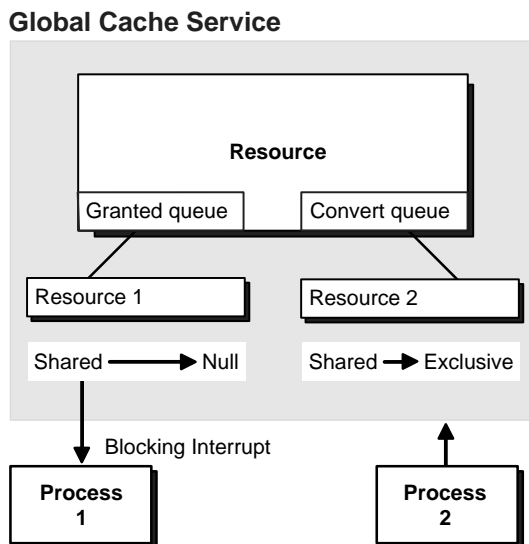 Global Cache Service
Resource
Granted queue
Convert queue
Resource 1
Resource 2
Shared Null
Shared Exclusive
Blocking Interrupt
Process
1
Process
2